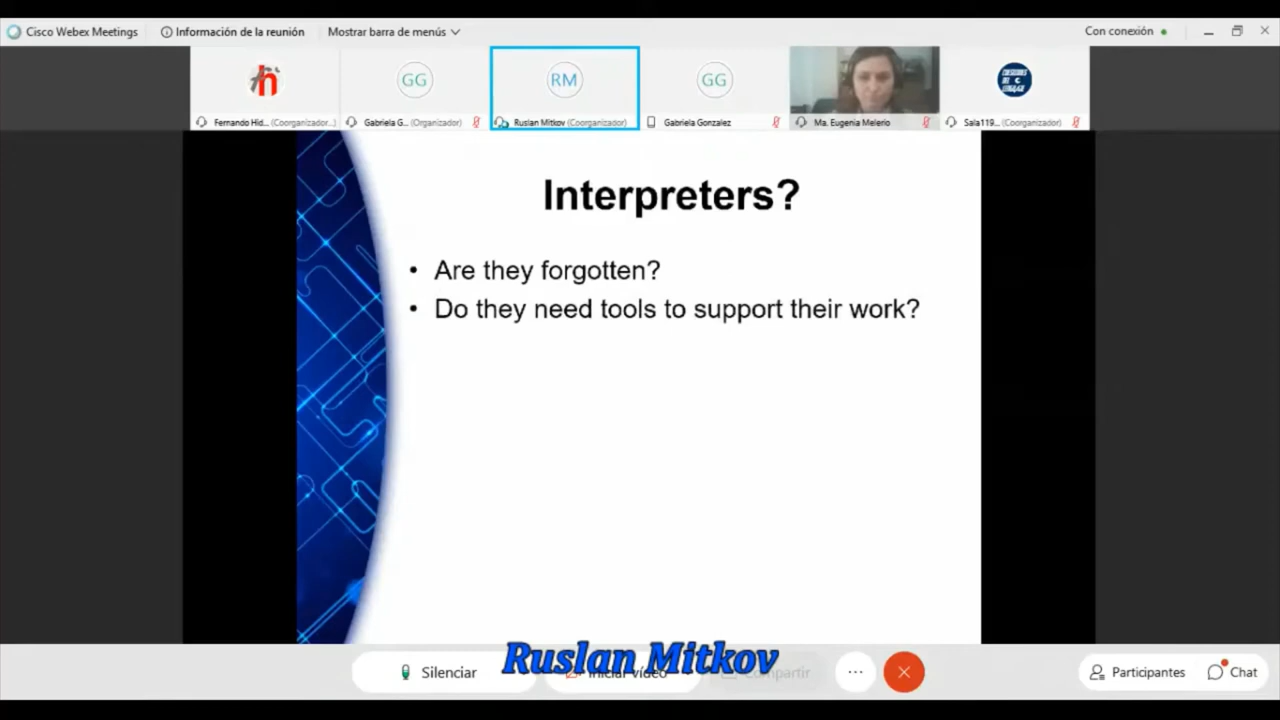 Cisco Webex Meetings
Información de la reunión
Mostrar barra de menús
Con conexión
h
GG
RM
GG
Fernando Hid... (Coorganizador...)
Gabriela G... (Organizador)
Ruslan Mitkov (Coorganizador)
Gabriela Gonzalez
Ma. Eugenia Melerio
Sala119... (Coorganizador)
Interpreters?
• Are they forgotten?
• Do they need tools to support their work?
Ruslan Mitkov
Silenciar
Iniciar vídeo
Compartir
Participantes
Chat